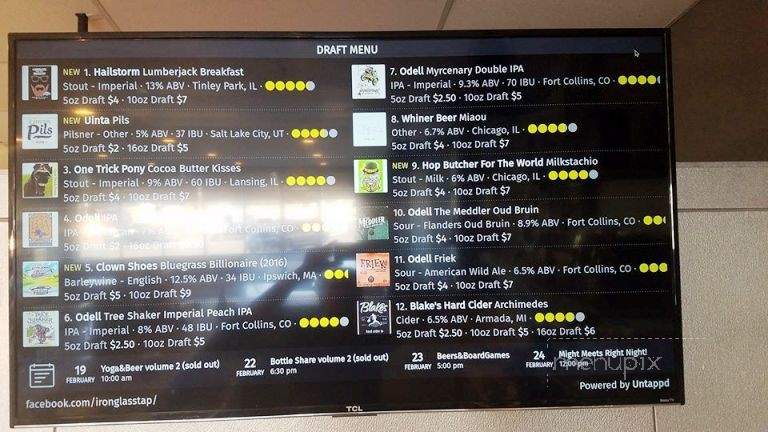 DRAFT MENU
NEW 1. Hailstorm Lumberjack Breakfast
Stout - Imperial · 13% ABV · Tinley Park, IL ·
5oz Draft $4 · 10oz Draft $7
NEW Uinta Pils
Pilsner - Other · 5% ABV · 37 IBU · Salt Lake City, UT ·
5oz Draft $2 · 16oz Draft $5
3. One Trick Pony Cocoa Butter Kisses
Stout - Imperial · 9% ABV · 60 IBU · Lansing, IL ·
5oz Draft $4 · 10oz Draft $7
4. Odell IPA
IPA
Fort Collins, CO ·
5oz Draft $2 · 16oz
NEW 5. Clown Shoes Bluegrass Billionaire (2016)
Barleywine - English · 12.5% ABV · 34 IBU · Ipswich, MA ·
5oz Draft $5 · 10oz Draft $9
6. Odell Tree Shaker Imperial Peach IPA
IPA - Imperial · 8% ABV · 48 IBU · Fort Collins, CO ·
5oz Draft $2.50 · 10oz Draft $5
7. Odell Myrcenary Double IPA
IPA - Imperial · 9.3% ABV · 70 IBU · Fort Collins, CO ·
5oz Draft $2.50 · 10oz Draft $5
8. Whiner Beer Miaou
Other · 6.7% ABV · Chicago, IL ·
5oz Draft $4 · 10oz Draft $7
NEW 9. Hop Butcher For The World Milkstachio
Stout - Milk · 6% ABV · Chicago, IL ·
5oz Draft $4 · 10oz Draft $7
10. Odell The Meddler Oud Bruin
Sour - Flanders Oud Bruin · 8.9% ABV · Fort Collins, CO ·
5oz Draft $4 · 10oz Draft $7
11. Odell Friek
Sour - American Wild Ale · 6.5% ABV · Fort Collins, CO ·
5oz Draft $4 · 10oz Draft $7
12. Blake's Hard Cider Archimedes
Cider · 6.5% ABV · Armada, MI ·
5oz Draft $2.50 · 10oz Draft $5 · 16oz Draft $6
Pils
MEDDLER
FRIEK
Blake's
19 FEBRUARY Yoga&Beer volume 2 (sold out) 10:00 am
22 FEBRUARY Bottle Share volume 2 (sold out) 6:30 pm
23 FEBRUARY Beers&BoardGames 5:00 pm
24 FEBRUARY Might Meets Right Night! 12:00 pm
menupix
facebook.com/ironglasstap/
Powered by Untappd
TCL